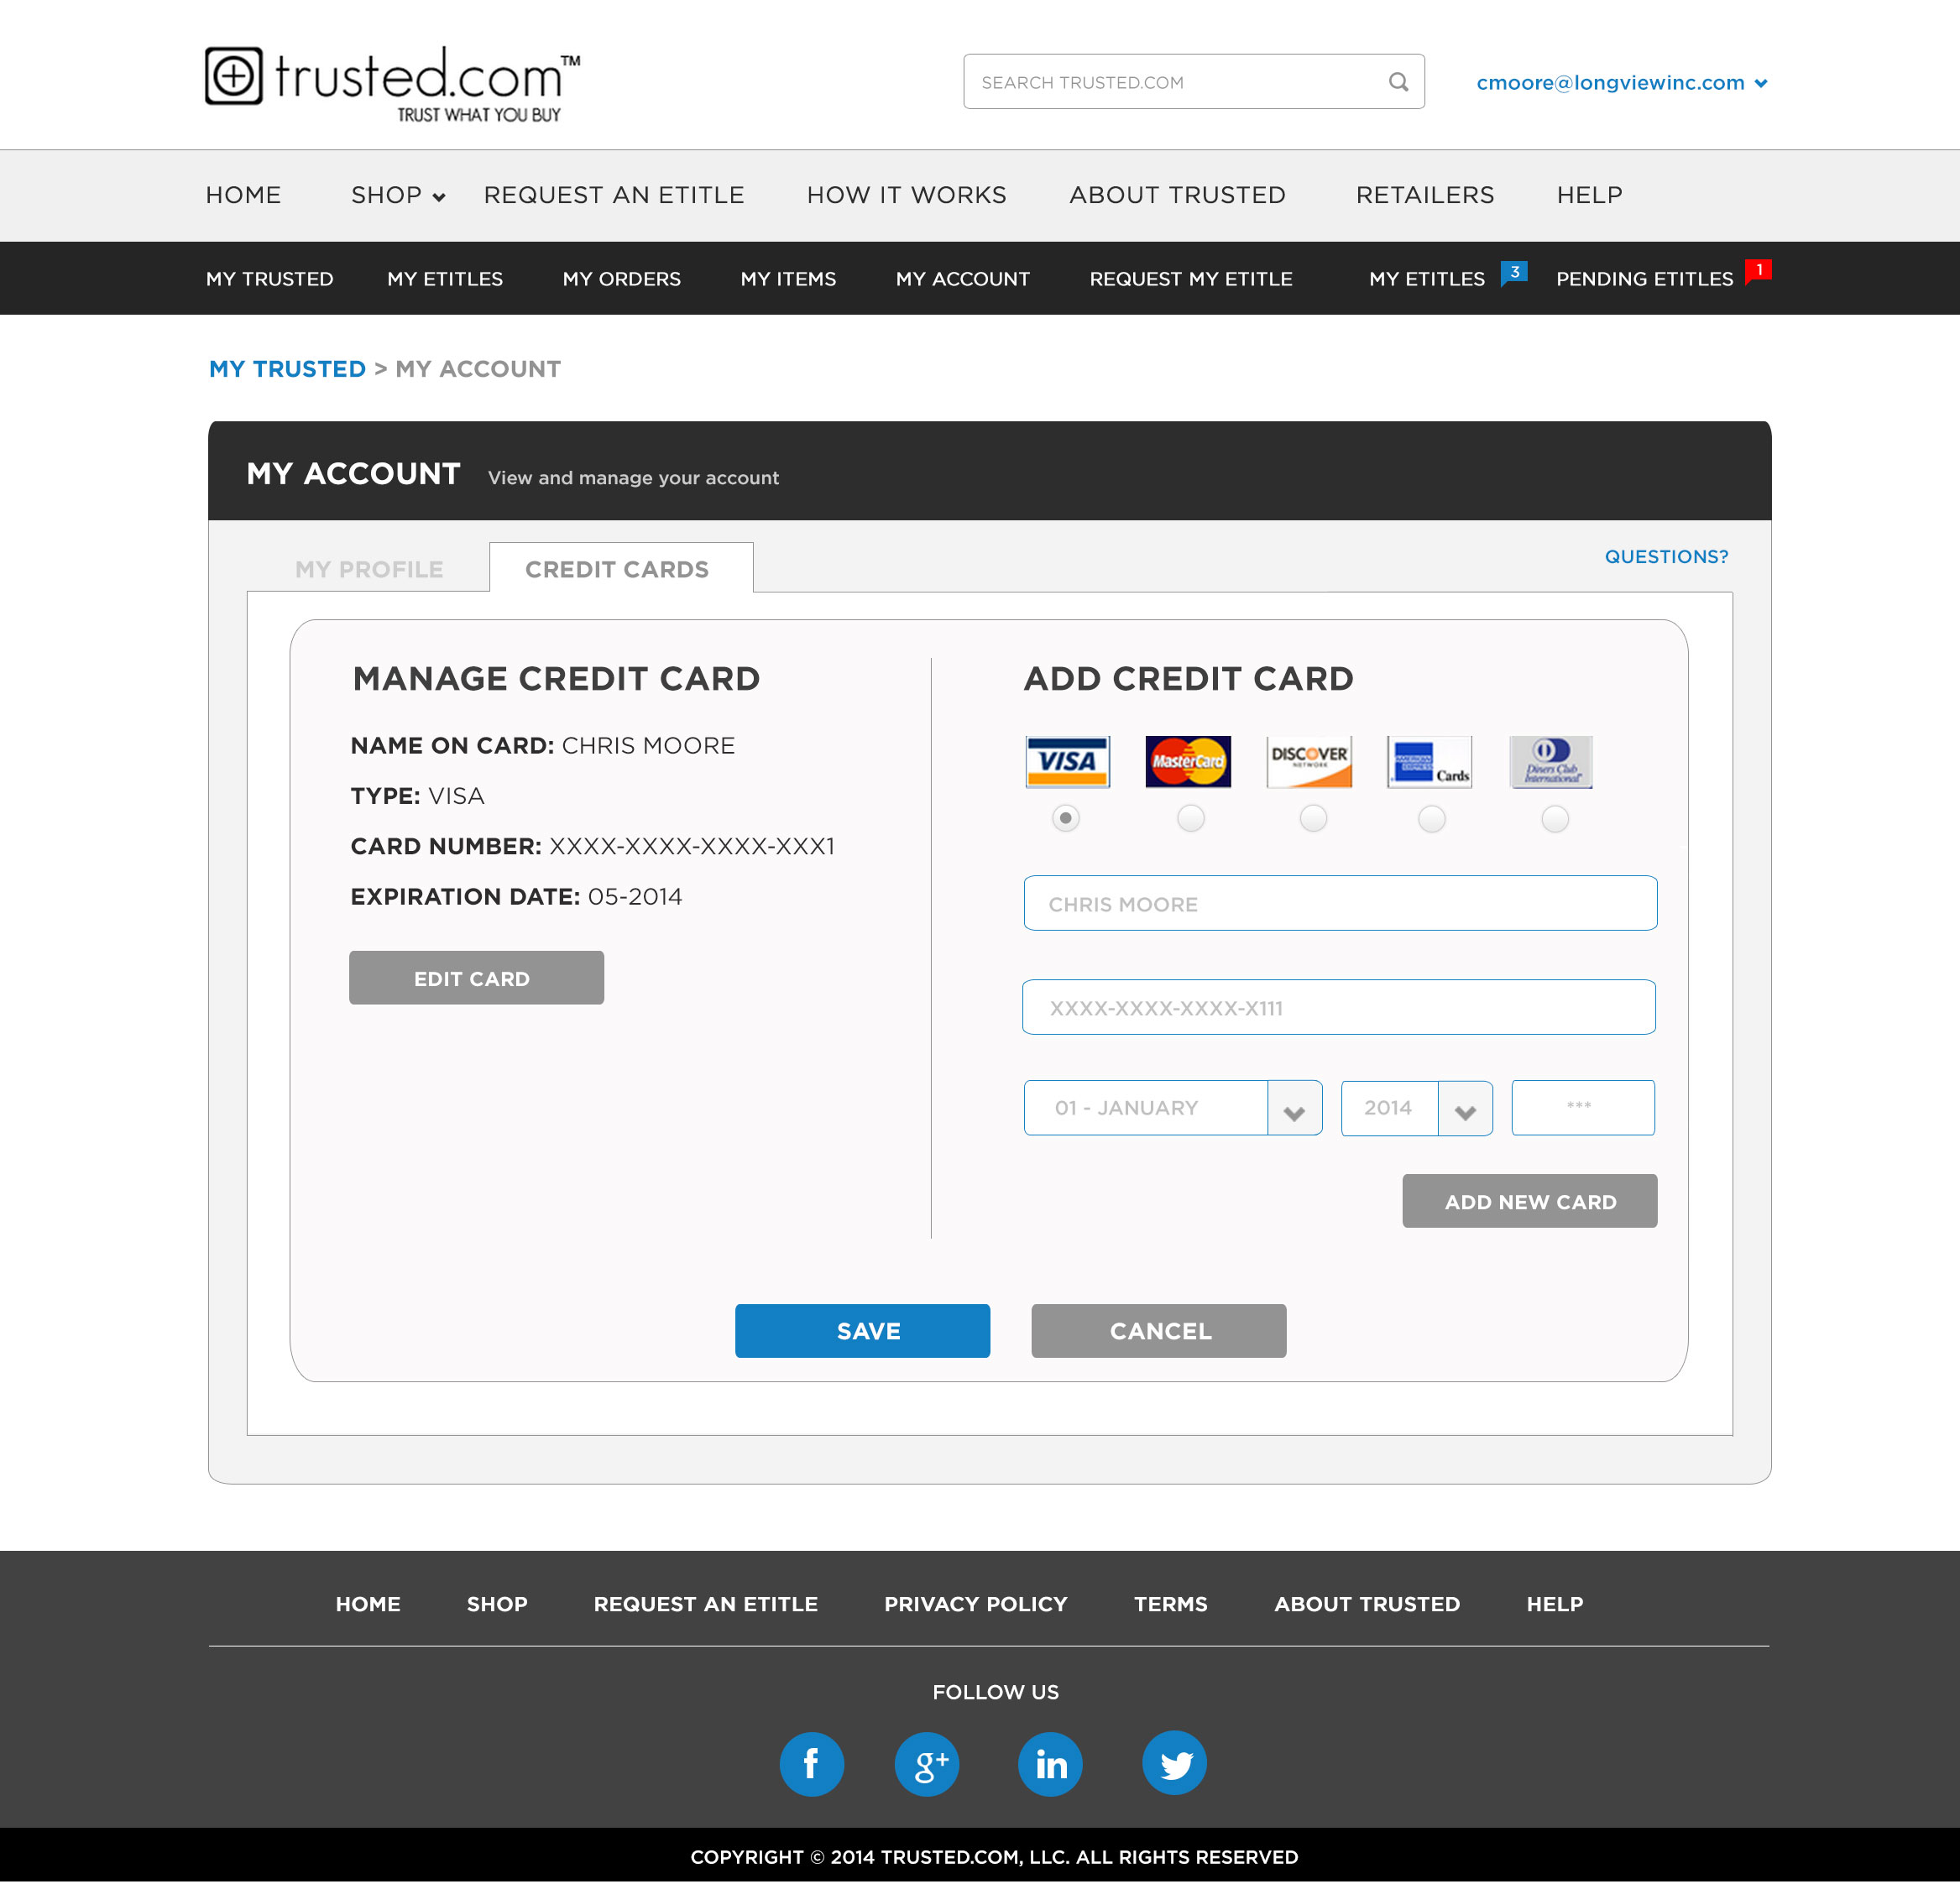 trusted.com™
TRUST WHAT YOU BUY
SEARCH TRUSTED.COM
cmoore@longviewinc.com
HOME SHOP REQUEST AN ETITLE HOW IT WORKS ABOUT TRUSTED RETAILERS HELP
MY TRUSTED MY ETITLES MY ORDERS MY ITEMS MY ACCOUNT REQUEST MY ETITLE MY ETITLES 3 PENDING ETITLES 1
MY TRUSTED > MY ACCOUNT
MY ACCOUNT View and manage your account
MY PROFILE CREDIT CARDS QUESTIONS?
MANAGE CREDIT CARD
NAME ON CARD: CHRIS MOORE
TYPE: VISA
CARD NUMBER: XXXX-XXXX-XXXX-XXX1
EXPIRATION DATE: 05-2014
EDIT CARD
ADD CREDIT CARD
VISA
MasterCard
DISCOVER
NETWORK
AMERICAN
EXPRESS
Cards
Diners Club
International
CHRIS MOORE
XXXX-XXXX-XXXX-X111
01 - JANUARY 2014 ***
ADD NEW CARD
SAVE CANCEL
HOME SHOP REQUEST AN ETITLE PRIVACY POLICY TERMS ABOUT TRUSTED HELP
FOLLOW US
f g+ in
COPYRIGHT © 2014 TRUSTED.COM, LLC. ALL RIGHTS RESERVED